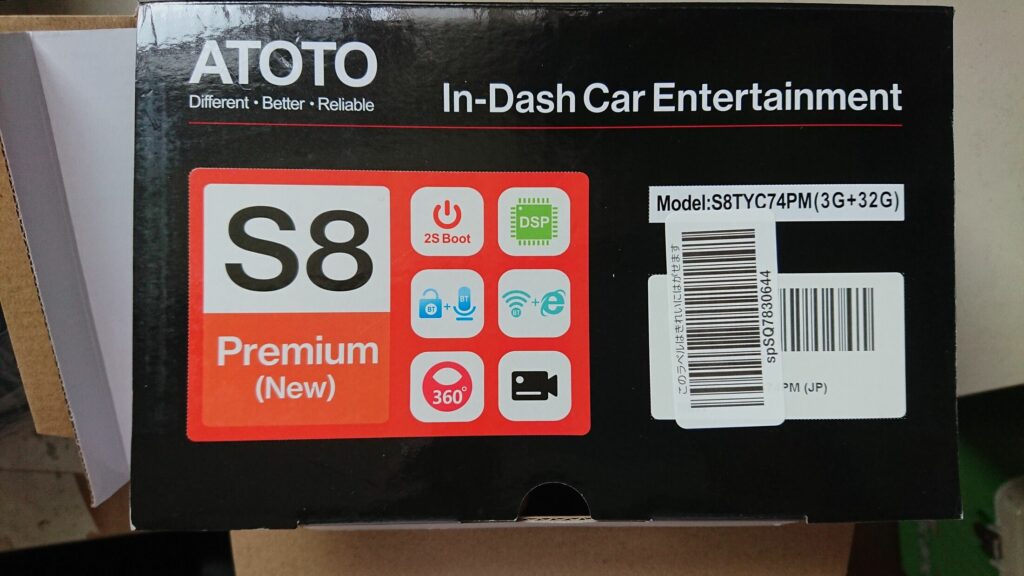 ATOTO
Different • Better • Reliable
In-Dash Car Entertainment
S8
Premium
(New)
2S Boot
DSP
BT
+
BT
+
360°
Model:S8TYC74PM(3G+32G)
このラベルはきれいにはがせます
spSQ7830644
74PM (JP)